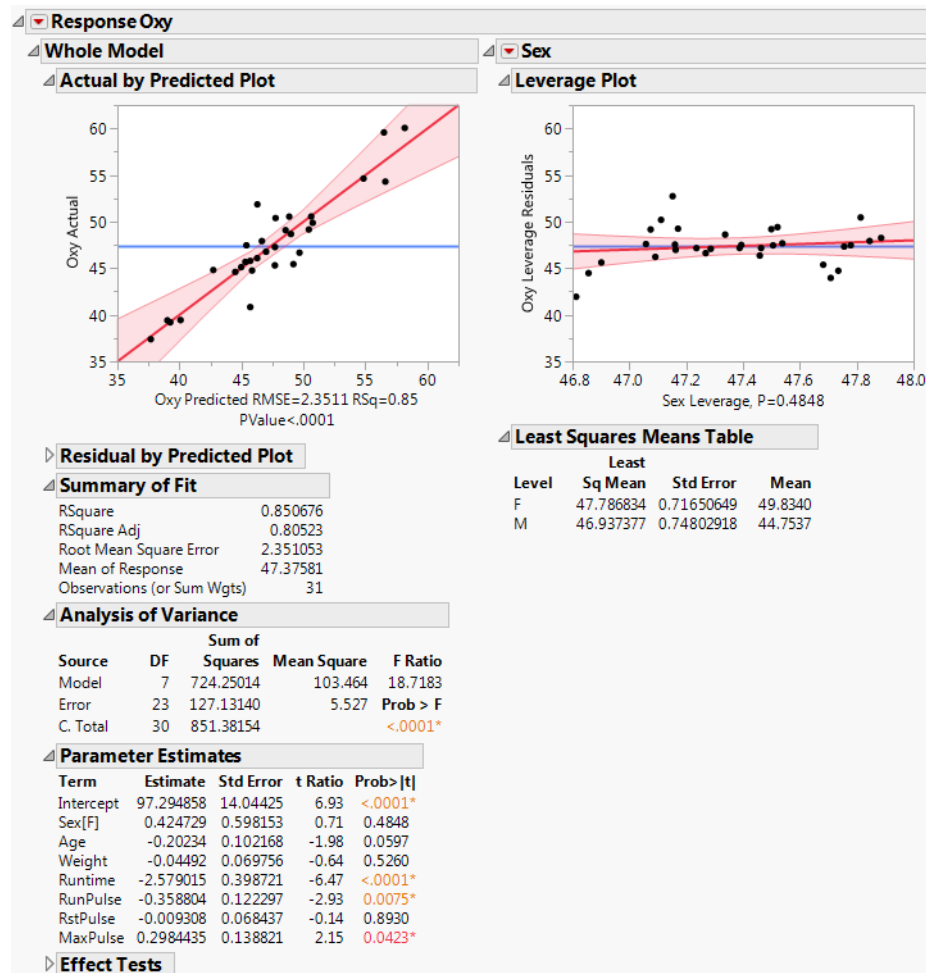 Response Oxy
Whole Model
Actual by Predicted Plot
Oxy Actual
60
55
50
45
40
35
35 40 45 50 55 60
Oxy Predicted RMSE=2.3511 RSq=0.85
PValue<.0001
Residual by Predicted Plot
Summary of Fit
RSquare 0.850676
RSquare Adj 0.80523
Root Mean Square Error 2.351053
Mean of Response 47.37581
Observations (or Sum Wgts) 31
Analysis of Variance
Sum of
Source DF Squares Mean Square F Ratio
Model 7 724.25014 103.464 18.7183
Error 23 127.13140 5.527 Prob > F
C. Total 30 851.38154 <.0001*
Parameter Estimates
Term Estimate Std Error t Ratio Prob>|t|
Intercept 97.294858 14.04425 6.93 <.0001*
Sex[F] 0.424729 0.598153 0.71 0.4848
Age -0.20234 0.102168 -1.98 0.0597
Weight -0.04492 0.069756 -0.64 0.5260
Runtime -2.579015 0.398721 -6.47 <.0001*
RunPulse -0.358804 0.122297 -2.93 0.0075*
RstPulse -0.009308 0.068437 -0.14 0.8930
MaxPulse 0.2984435 0.138821 2.15 0.0423*
Effect Tests
Sex
Leverage Plot
Oxy Leverage Residuals
60
55
50
45
40
35
46.8 47.0 47.2 47.4 47.6 47.8 48.0
Sex Leverage, P=0.4848
Least Squares Means Table
Least
Level Sq Mean Std Error Mean
F 47.786834 0.71650649 49.8340
M 46.937377 0.74802918 44.7537